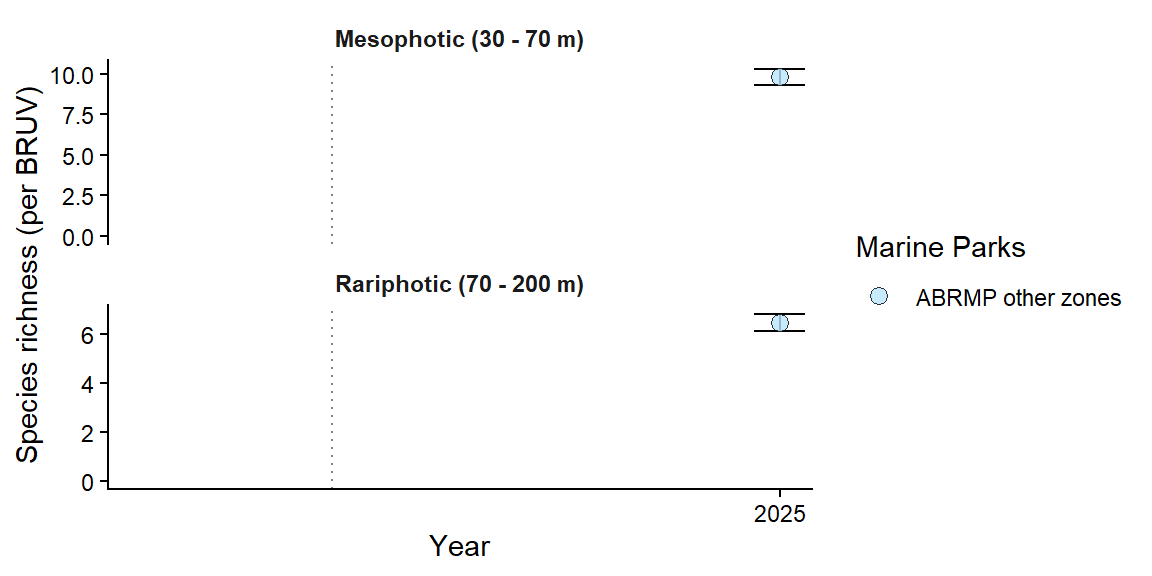 Mesophotic (30 - 70 m)
10.0
7.5
5.0
2.5
0.0
Species richness (per BRUV)
Rariphotic (70 - 200 m)
6
4
2
0
2025
Year
Marine Parks
ABRMP other zones